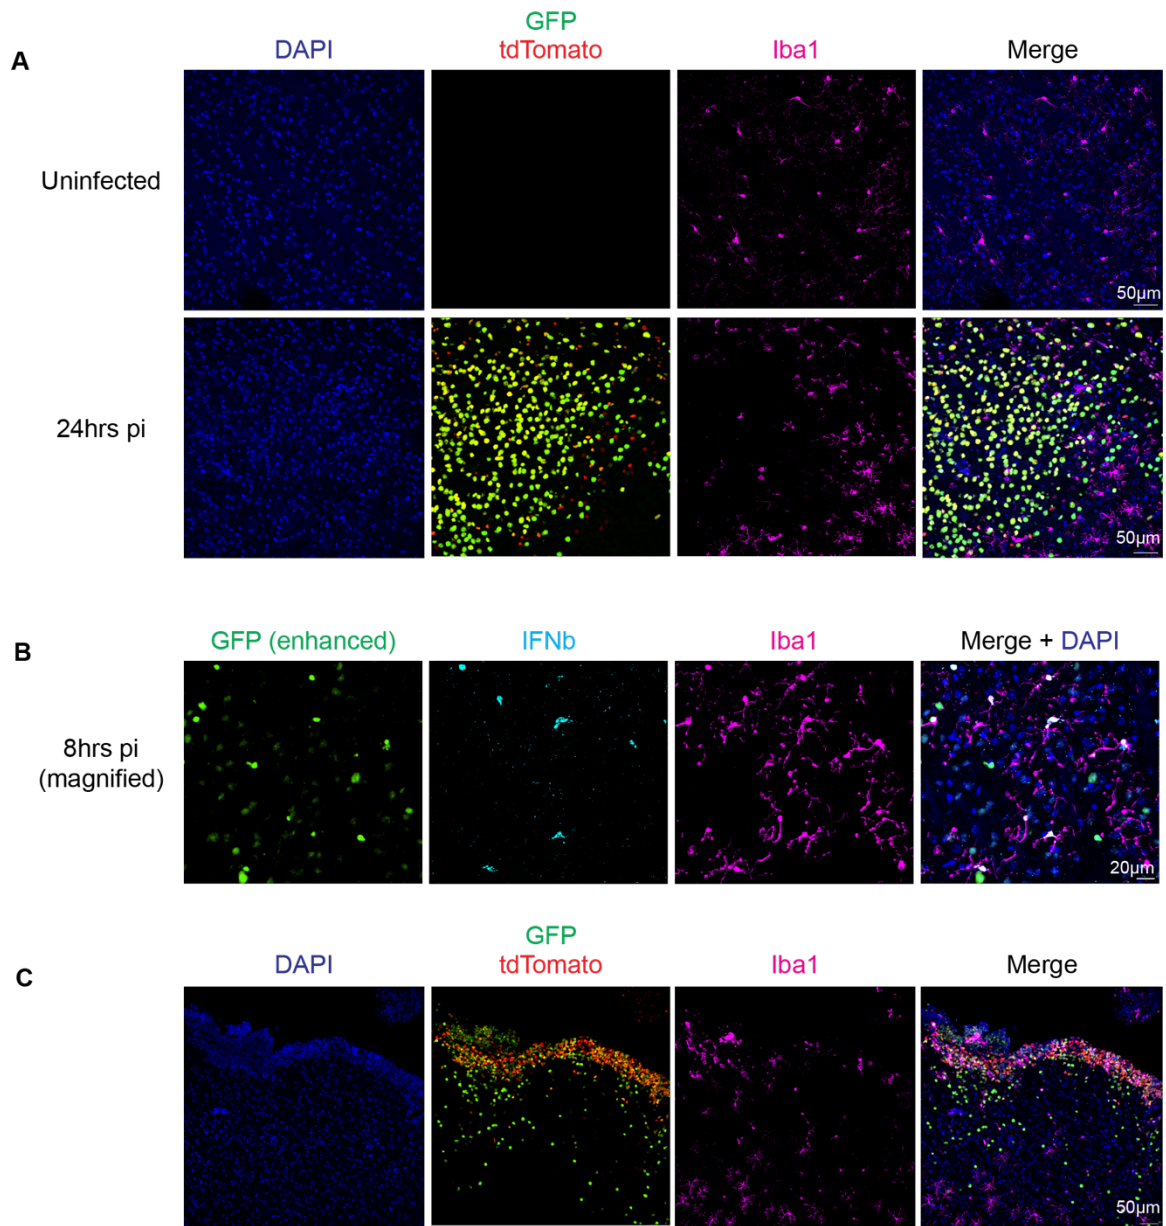 A
DAPI
GFP
tdTomato
Iba1
Merge
Uninfected
50µm
24hrs pi
50µm
B
GFP (enhanced)
IFNb
Iba1
Merge + DAPI
8hrs pi
(magnified)
20µm
C
DAPI
GFP
tdTomato
Iba1
Merge
50µm